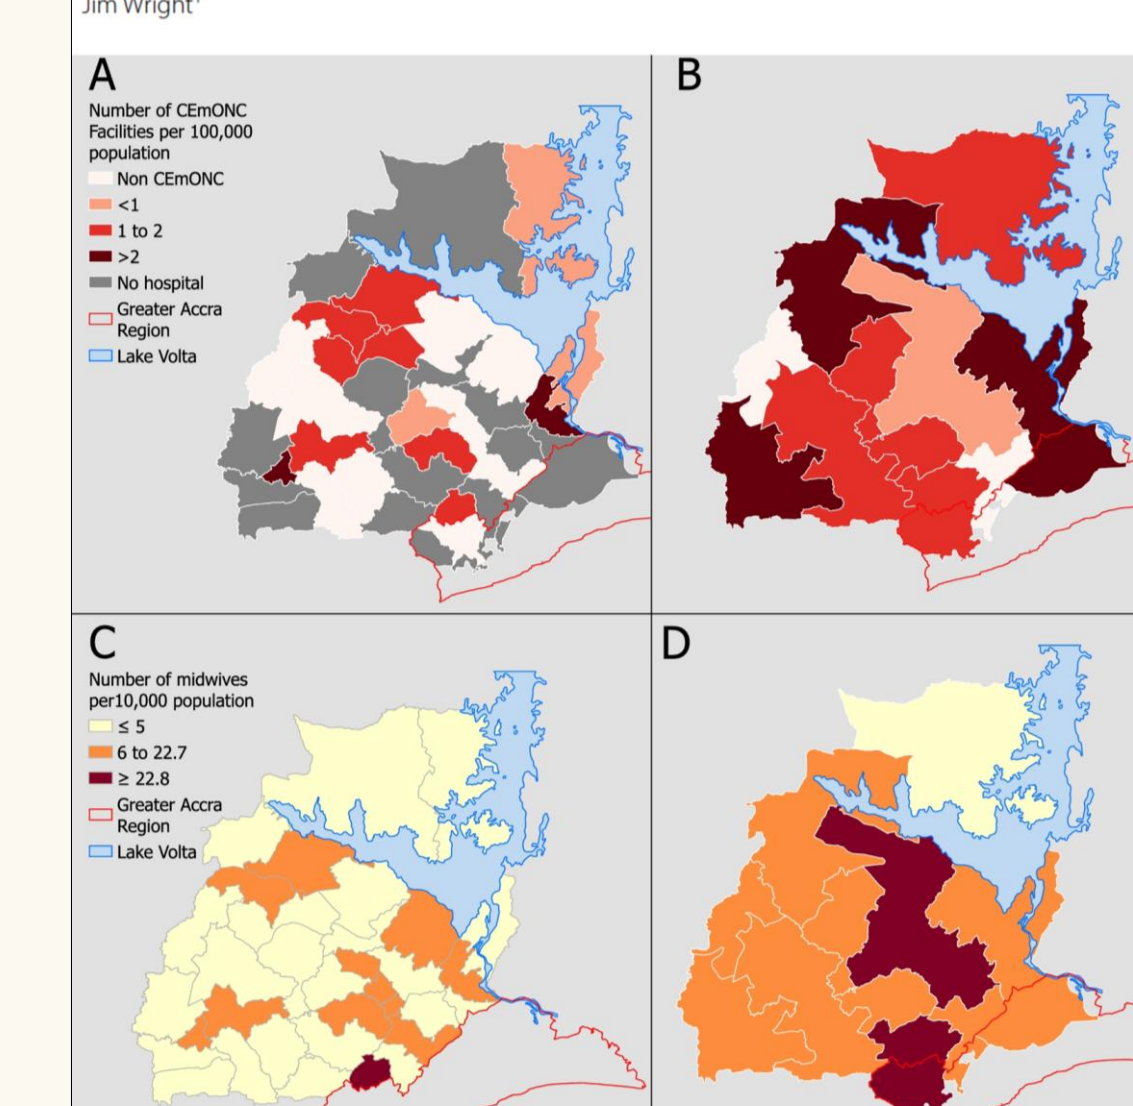 Jim Wright¹
A
Number of CEmONC
Facilities per 100,000
population
Non CEmONC
<1
1 to 2
>2
No hospital
Greater Accra
Region
Lake Volta
B
C
Number of midwives
per10,000 population
≤ 5
6 to 22.7
≥ 22.8
Greater Accra
Region
Lake Volta
D